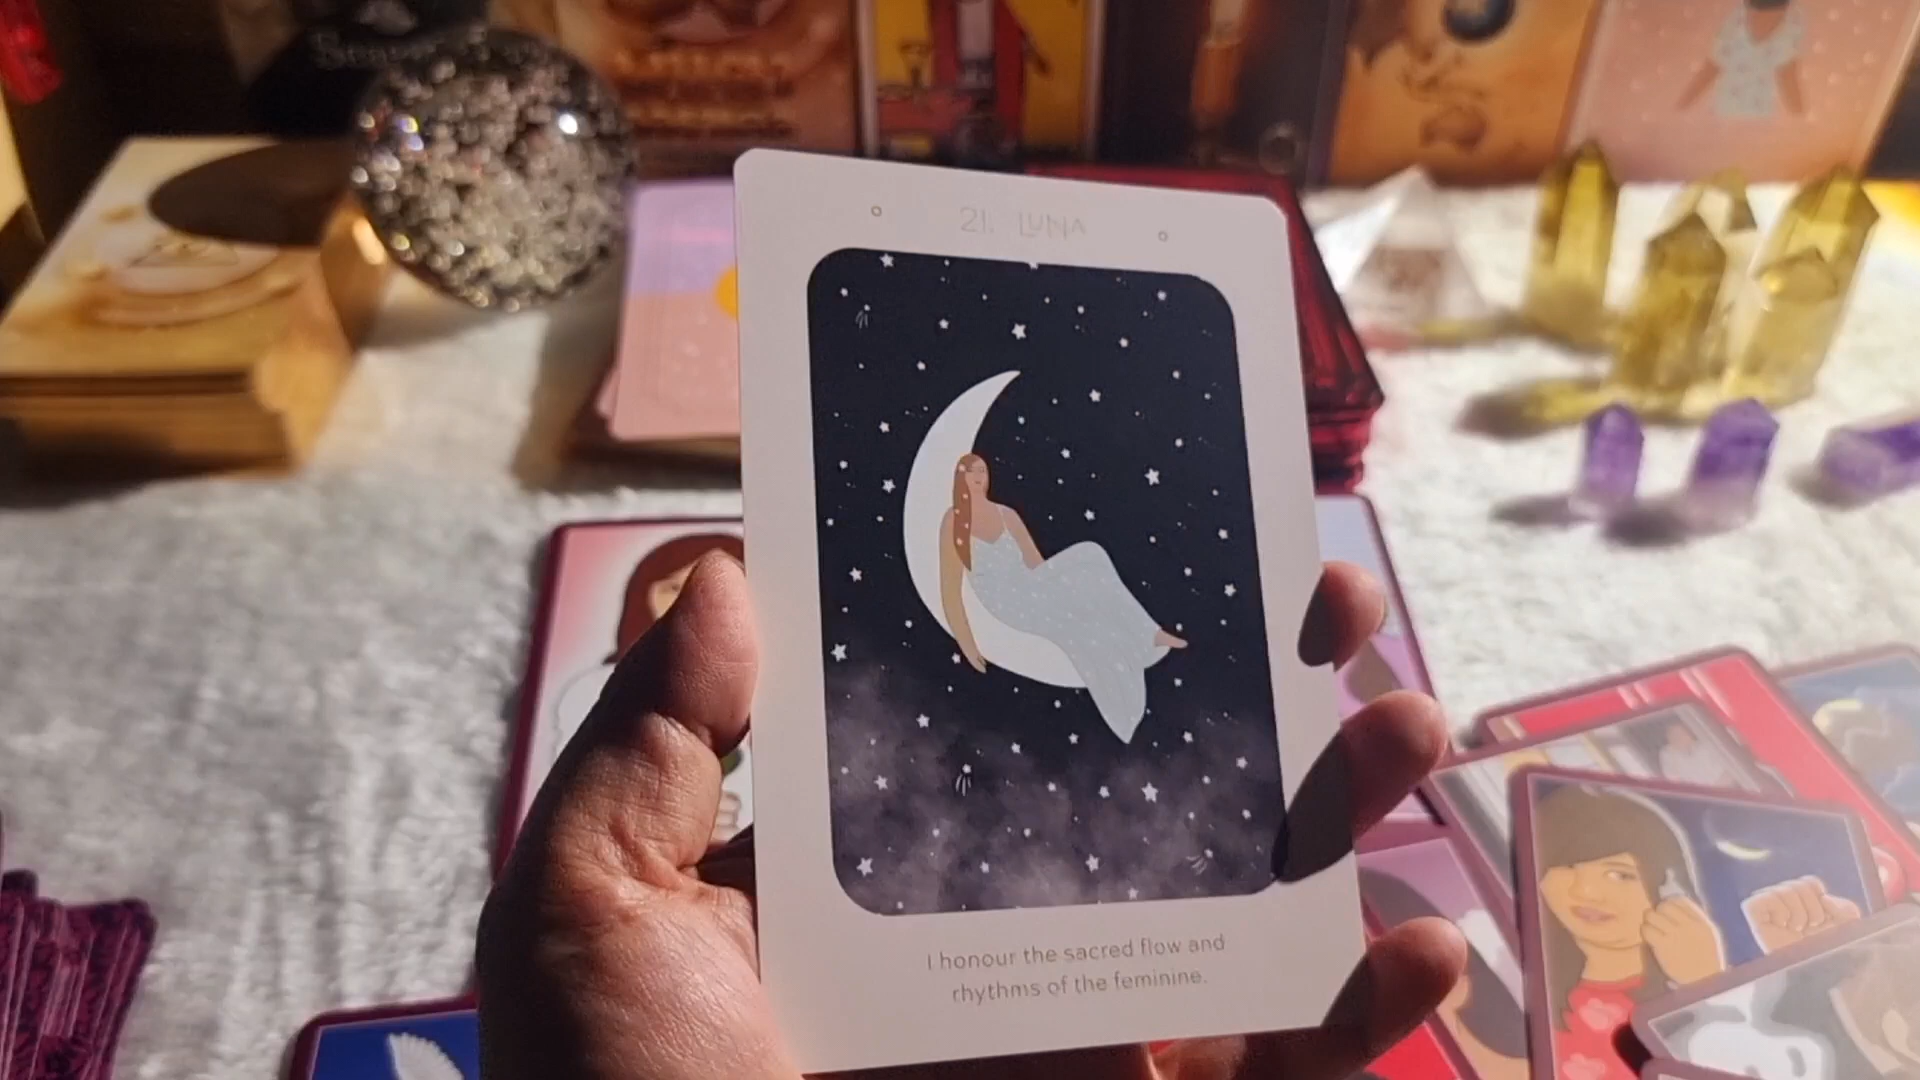 21. LUNA
I honour the sacred flow and
rhythms of the feminine.